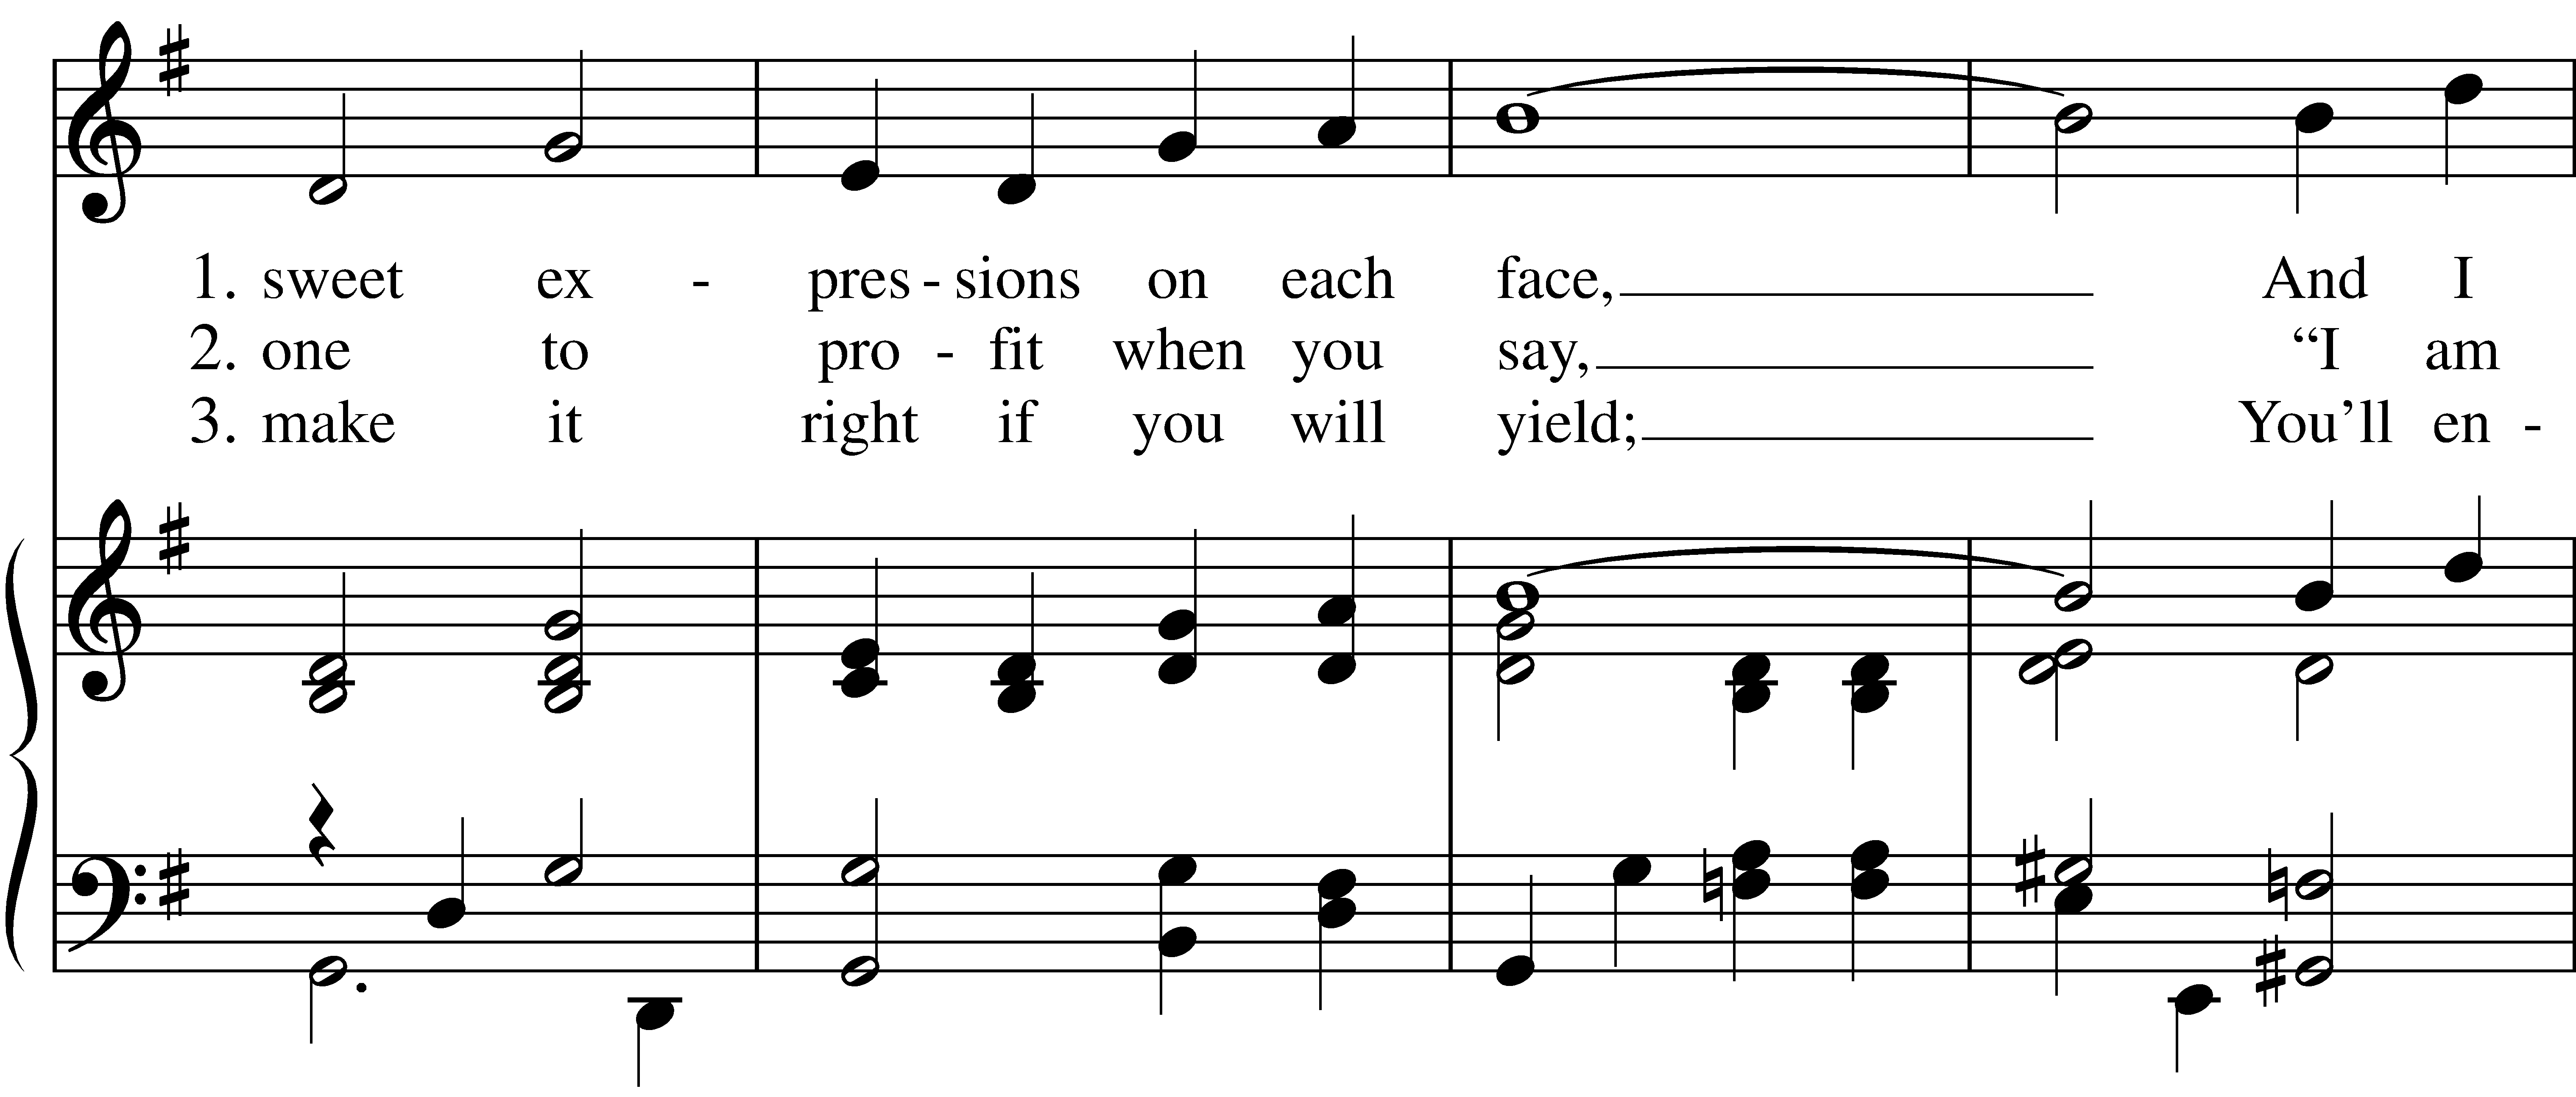 1. sweet ex - pres - sions on each face, And I
2. one to pro - fit when you say, “I am
3. make it right if you will yield; You’ll en -